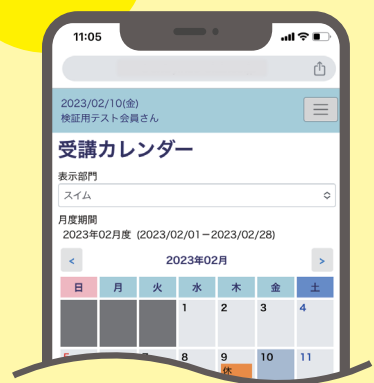 11:05
2023/02/10(金)
検証用テスト会員さん
受講カレンダー
表示部門
スイム
月度期間
2023年02月度 (2023/02/01−2023/02/28)
< 2023年02月 >
日 月 火 水 木 金 土
1 2 3 4
5 7 8 9 10 11
休